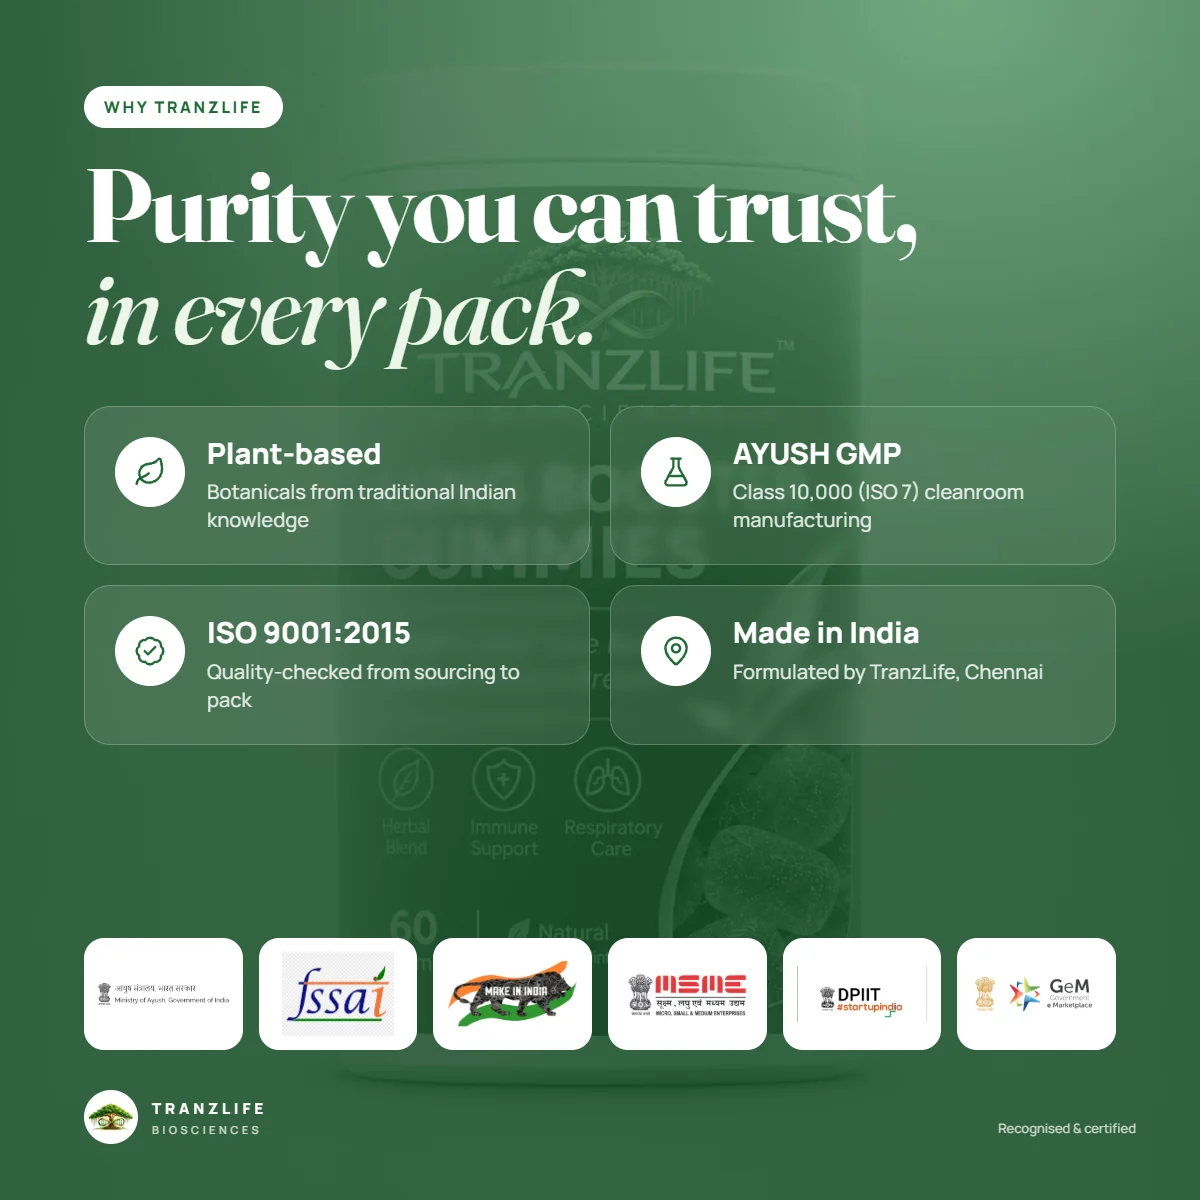 WHY TRANZLIFE
Purity you can trust,
in every pack.
TRANZLIFE™
GUMMIES
Plant-based
Botanicals from traditional Indian
knowledge
AYUSH GMP
Class 10,000 (ISO 7) cleanroom
manufacturing
ISO 9001:2015
Quality-checked from sourcing to
pack
Made in India
Formulated by TranzLife, Chennai
Herbal
Blend
Immune
Support
Respiratory
Care
60
Natural
आयुष मंत्रालय, भारत सरकार
Ministry of Ayush, Government of India
fssai
MAKE IN INDIA
MSME
सूक्ष्म, लघु एवं मध्यम उद्यम
MICRO, SMALL & MEDIUM ENTERPRISES
DPIIT
#startupindia
GeM
Government
e Marketplace
TRANZLIFE
BIOSCIENCES
Recognised & certified